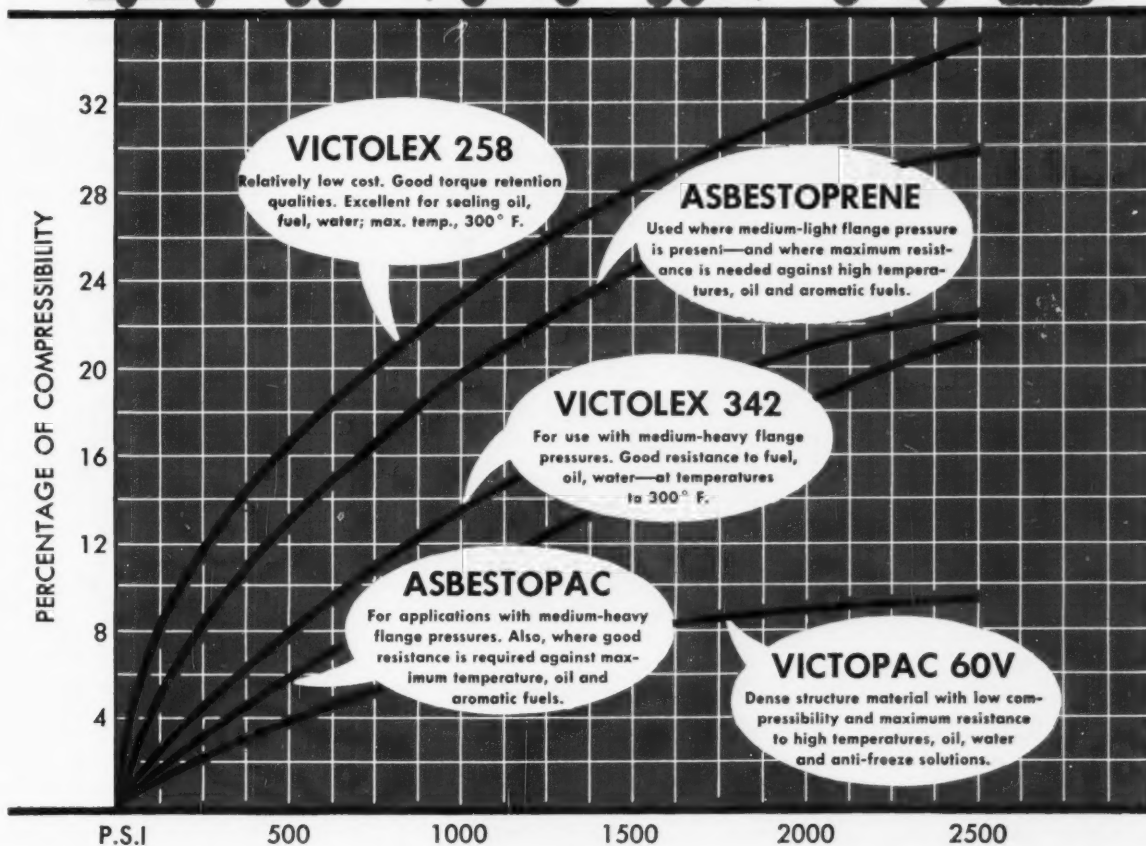 PERCENTAGE OF COMPRESSIBILITY
32
28
24
20
16
12
8
4
P.S.I
500
1000
1500
2000
2500
VICTOLEX 258
Relatively low cost. Good torque retention
qualities. Excellent for sealing oil,
fuel, water; max. temp., 300° F.
ASBESTOPRENE
Used where medium-light flange pressure
is present—and where maximum resist-
ance is needed against high tempera-
tures, oil and aromatic fuels.
VICTOLEX 342
For use with medium-heavy flange
pressures. Good resistance to fuel,
oil, water—at temperatures
to 300° F.
ASBESTOPAC
For applications with medium-heavy
flange pressures. Also, where good
resistance is required against max-
imum temperature, oil and
aromatic fuels.
VICTOPAC 60V
Dense structure material with low com-
pressibility and maximum resistance
to high temperatures, oil, water
and anti-freeze solutions.